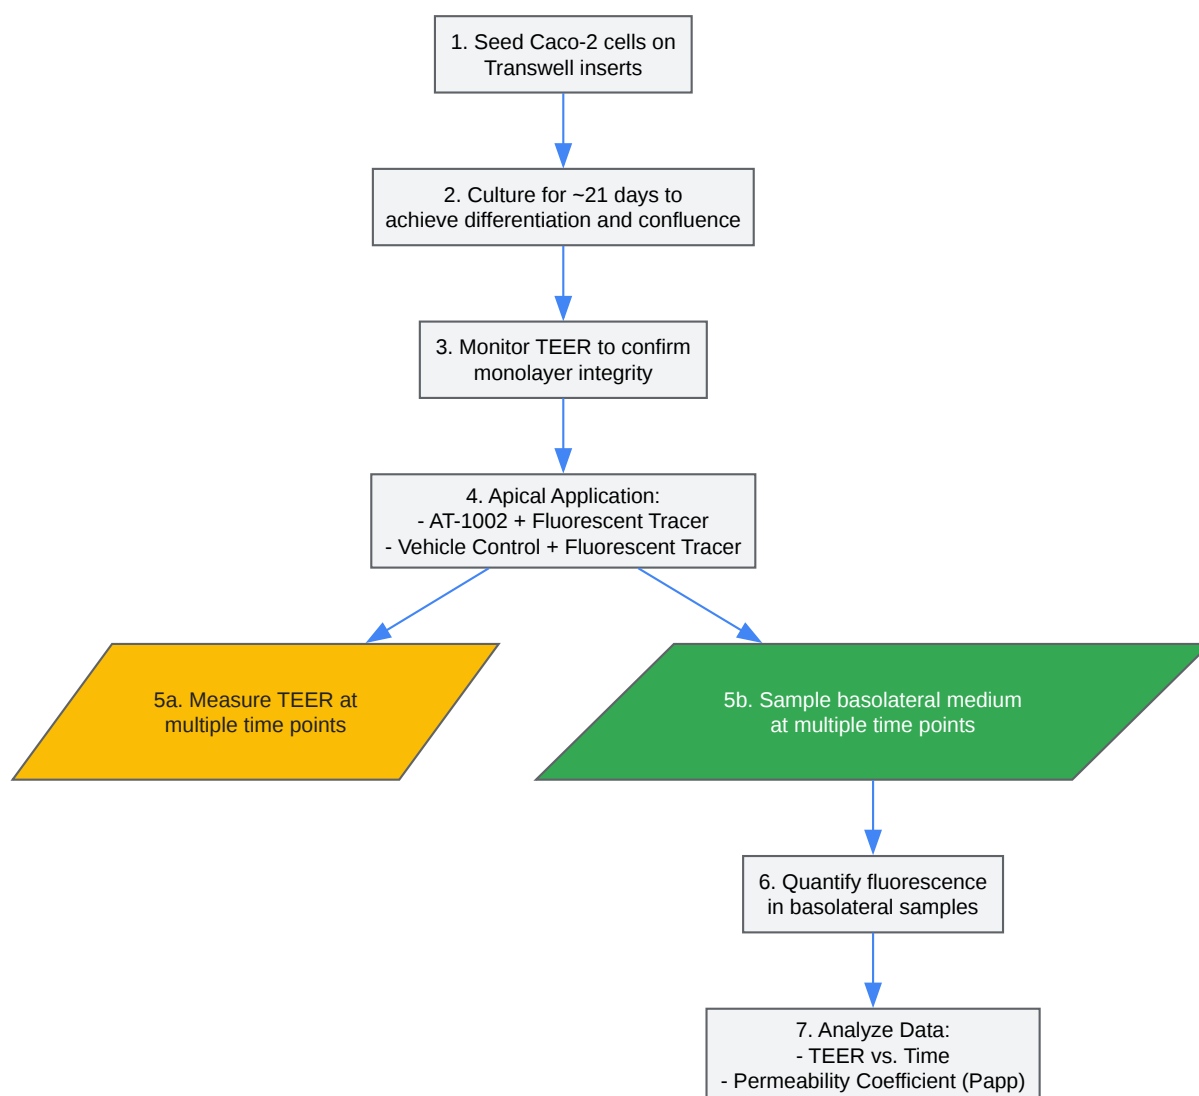 1. Seed Caco-2 cells on
Transwell inserts
2. Culture for ~21 days to
achieve differentiation and confluence
3. Monitor TEER to confirm
monolayer integrity
4. Apical Application:
- AT-1002 + Fluorescent Tracer
- Vehicle Control + Fluorescent Tracer
5a. Measure TEER at
multiple time points
5b. Sample basolateral medium
at multiple time points
6. Quantify fluorescence
in basolateral samples
7. Analyze Data:
- TEER vs. Time
- Permeability Coefficient (Papp)